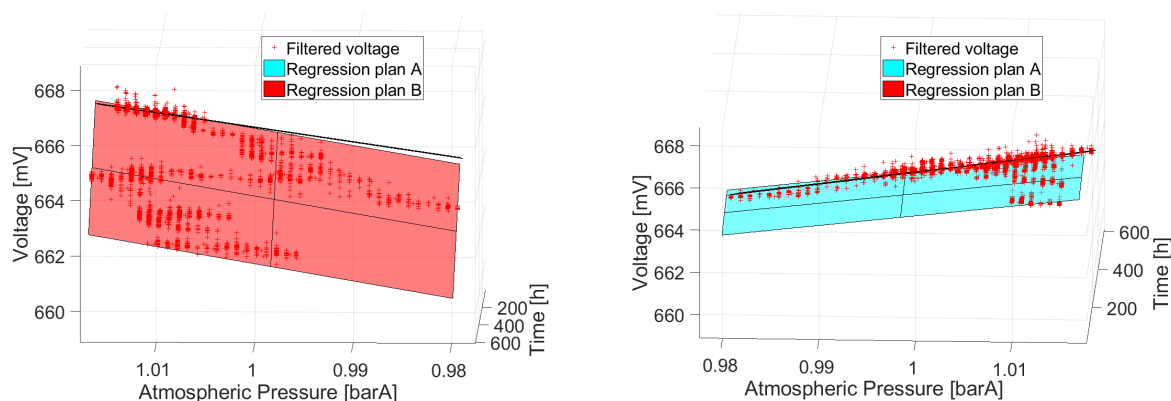 Filtered voltage
Regression plan A
Regression plan B
668
666
664
662
660
Voltage [mV]
200
400
600
Time [h]
1.01
1
0.99
0.98
Atmospheric Pressure [barA]
Filtered voltage
Regression plan A
Regression plan B
668
666
664
662
660
Voltage [mV]
600
400
200
Time [h]
0.98
0.99
1
1.01
Atmospheric Pressure [barA]